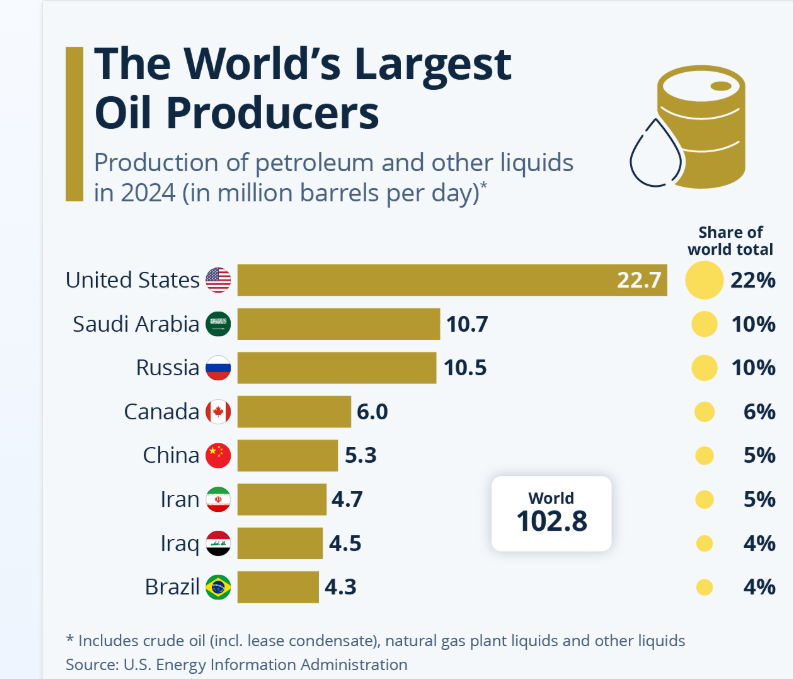 The World’s Largest
Oil Producers
Production of petroleum and other liquids
in 2024 (in million barrels per day)*
Share of
world total
United States 22.7 22%
Saudi Arabia 10.7 10%
Russia 10.5 10%
Canada 6.0 6%
China 5.3 5%
Iran 4.7 5%
Iraq 4.5 4%
Brazil 4.3 4%
World
102.8
* Includes crude oil (incl. lease condensate), natural gas plant liquids and other liquids
Source: U.S. Energy Information Administration